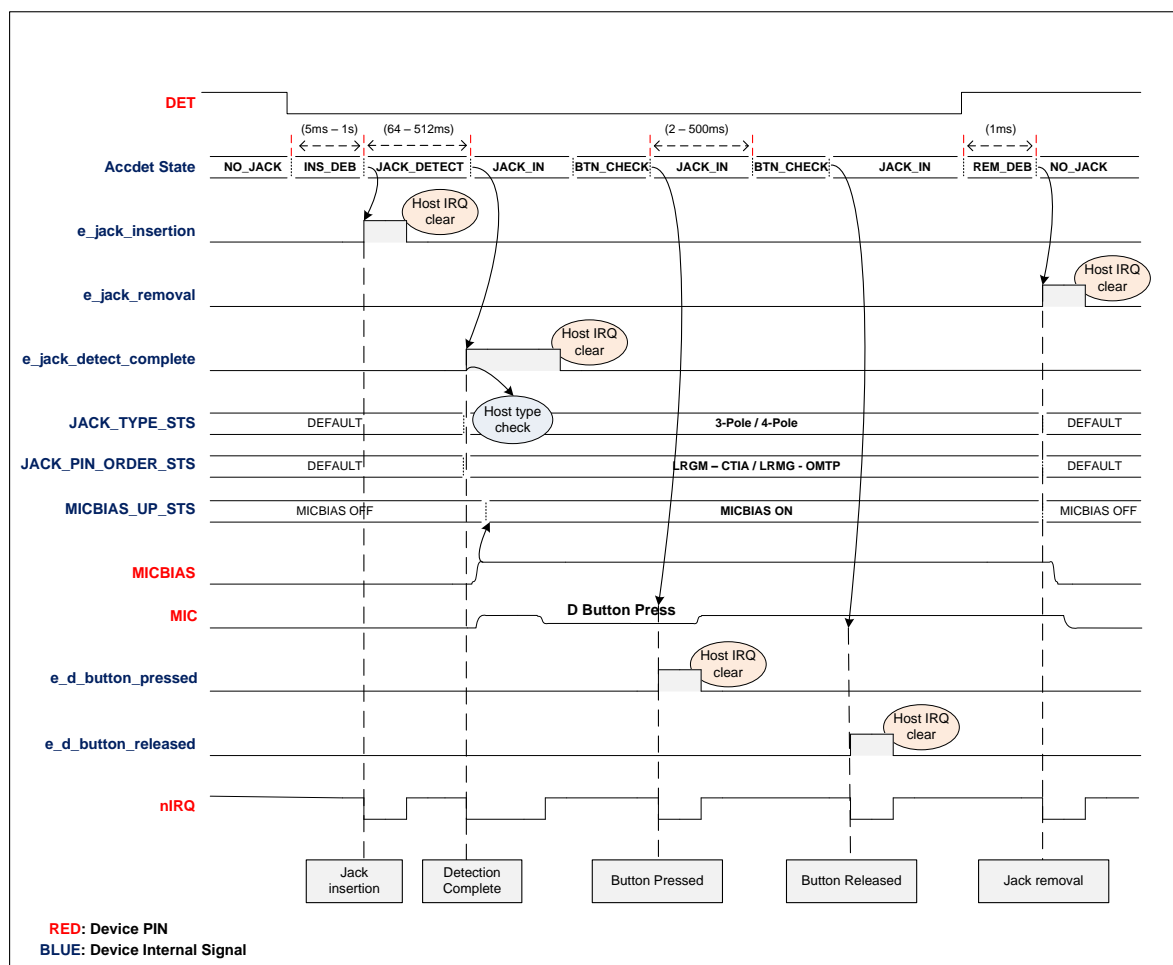 DET
(5ms – 1s) (64 – 512ms) (2 – 500ms) (1ms)
Accdet State NO_JACK INS_DEB JACK_DETECT JACK_IN BTN_CHECK JACK_IN BTN_CHECK JACK_IN REM_DEB NO_JACK
Host IRQ
clear
e_jack_insertion
Host IRQ
clear
e_jack_removal
Host IRQ
clear
e_jack_detect_complete
Host type
check
JACK_TYPE_STS DEFAULT 3-Pole / 4-Pole DEFAULT
JACK_PIN_ORDER_STS DEFAULT LRGM – CTIA / LRMG - OMTP DEFAULT
MICBIAS_UP_STS MICBIAS OFF MICBIAS ON MICBIAS OFF
MICBIAS
MIC D Button Press
Host IRQ
clear
e_d_button_pressed
Host IRQ
clear
e_d_button_released
nIRQ
Jack
insertion
Detection
Complete
Button Pressed
Button Released
Jack removal
RED: Device PIN
BLUE: Device Internal Signal